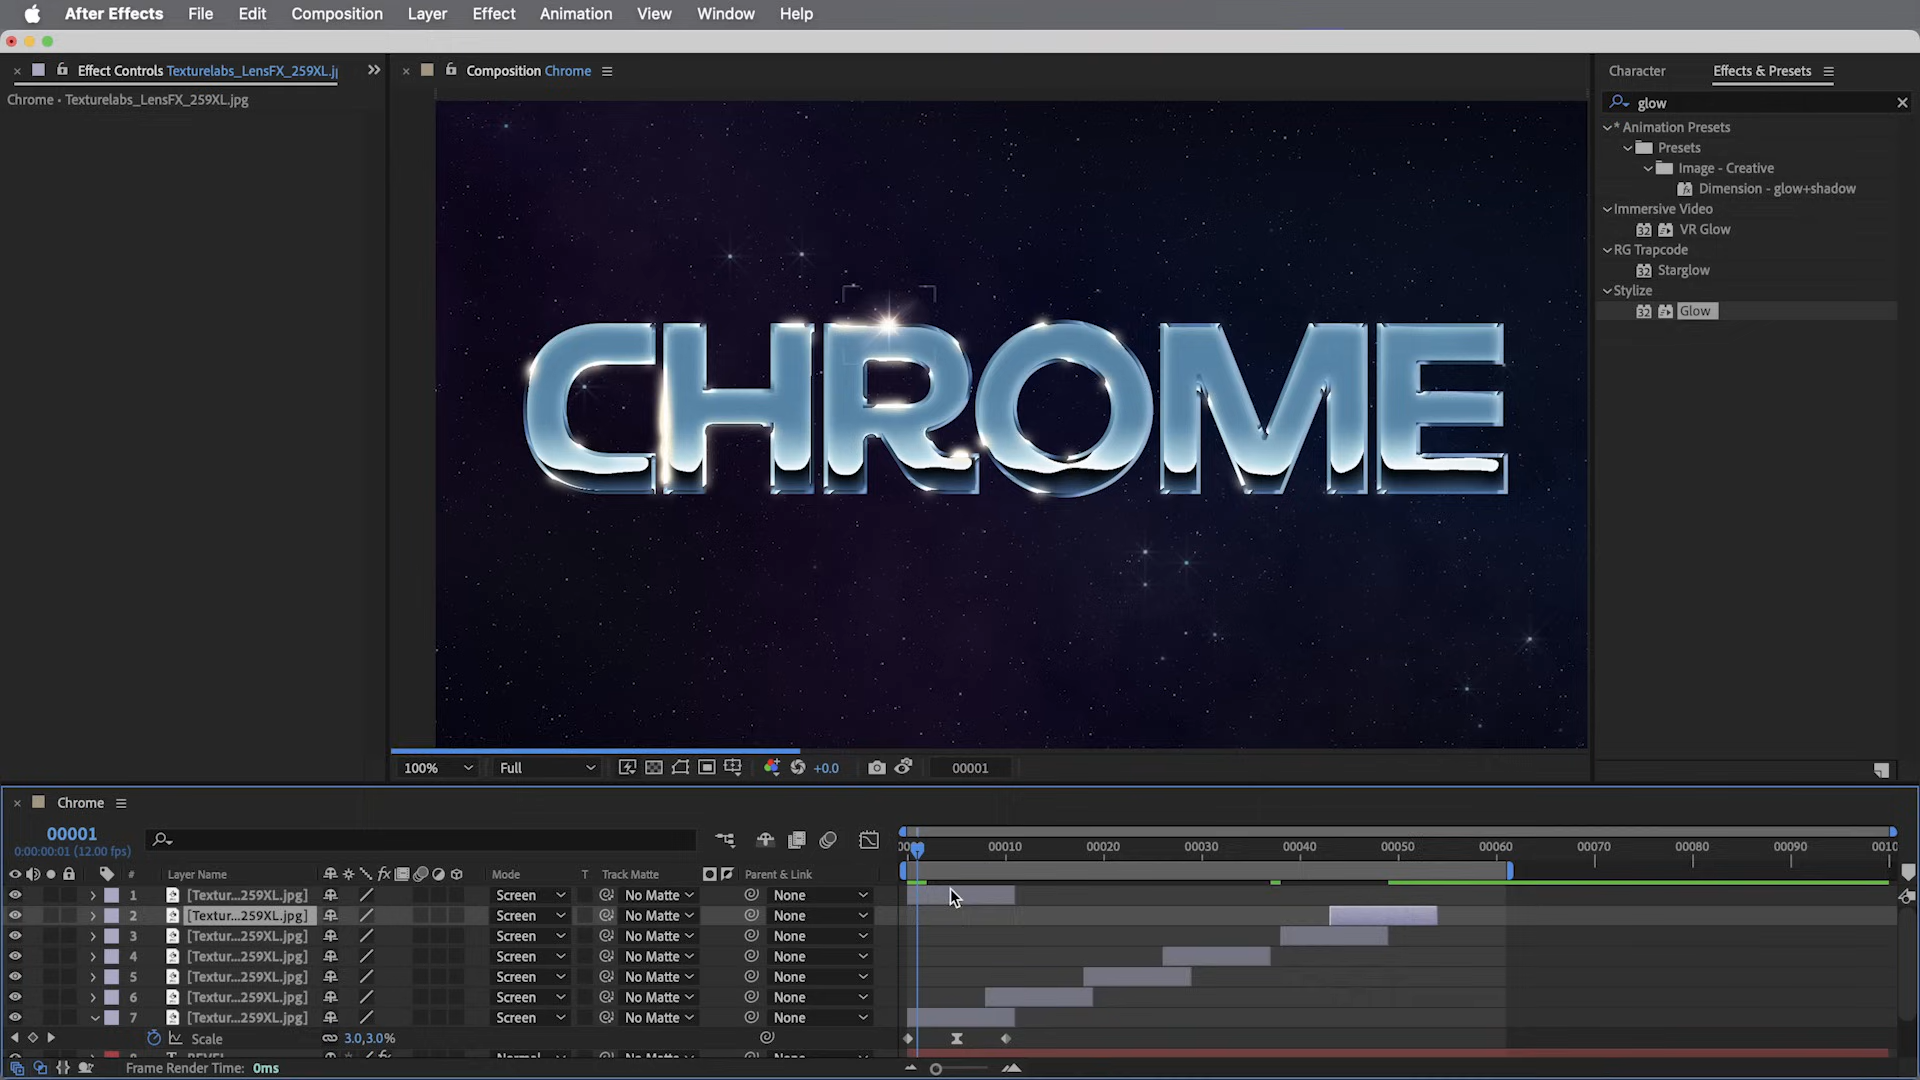 After Effects File Edit Composition Layer Effect Animation View Window Help
Effect Controls Texturelabs_LensFX_259XL.j
Composition Chrome
Character Effects & Presets
Chrome • Texturelabs_LensFX_259XL.jpg
glow
* Animation Presets
Presets
Image - Creative
Dimension - glow+shadow
Immersive Video
32 VR Glow
RG Trapcode
32 Starglow
Stylize
32 Glow
CHROME
100% Full +0.0 00001
Chrome
00001
0:00:00:01 (12.00 fps)
00010 00020 00030 00040 00050 00060 00070 00080 00090 0010
# Layer Name fx Mode T Track Matte Parent & Link
1 [Textur...259XL.jpg] Screen No Matte None
2 [Textur...259XL.jpg] Screen No Matte None
3 [Textur...259XL.jpg] Screen No Matte None
4 [Textur...259XL.jpg] Screen No Matte None
5 [Textur...259XL.jpg] Screen No Matte None
6 [Textur...259XL.jpg] Screen No Matte None
7 [Textur...259XL.jpg] Screen No Matte None
Scale 3.0,3.0%
Frame Render Time: 0ms